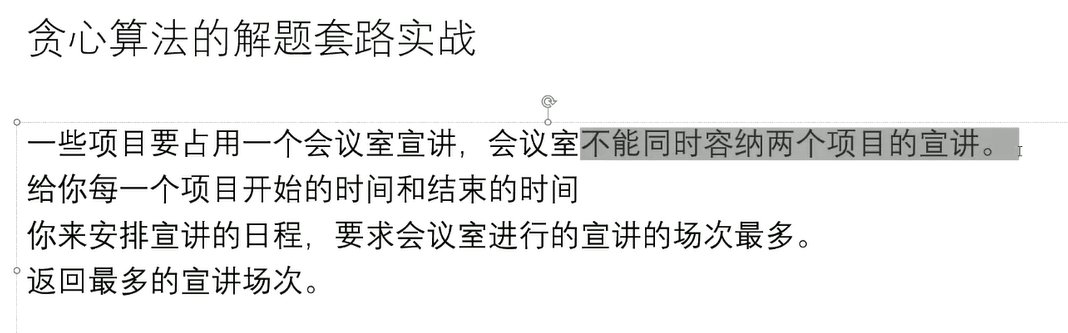 贪心算法的解题套路实战
一些项目要占用一个会议室宣讲，会议室不能同时容纳两个项目的宣讲。
给你每一个项目开始的时间和结束的时间
你来安排宣讲的日程，要求会议室进行的宣讲的场次最多。
返回最多的宣讲场次。